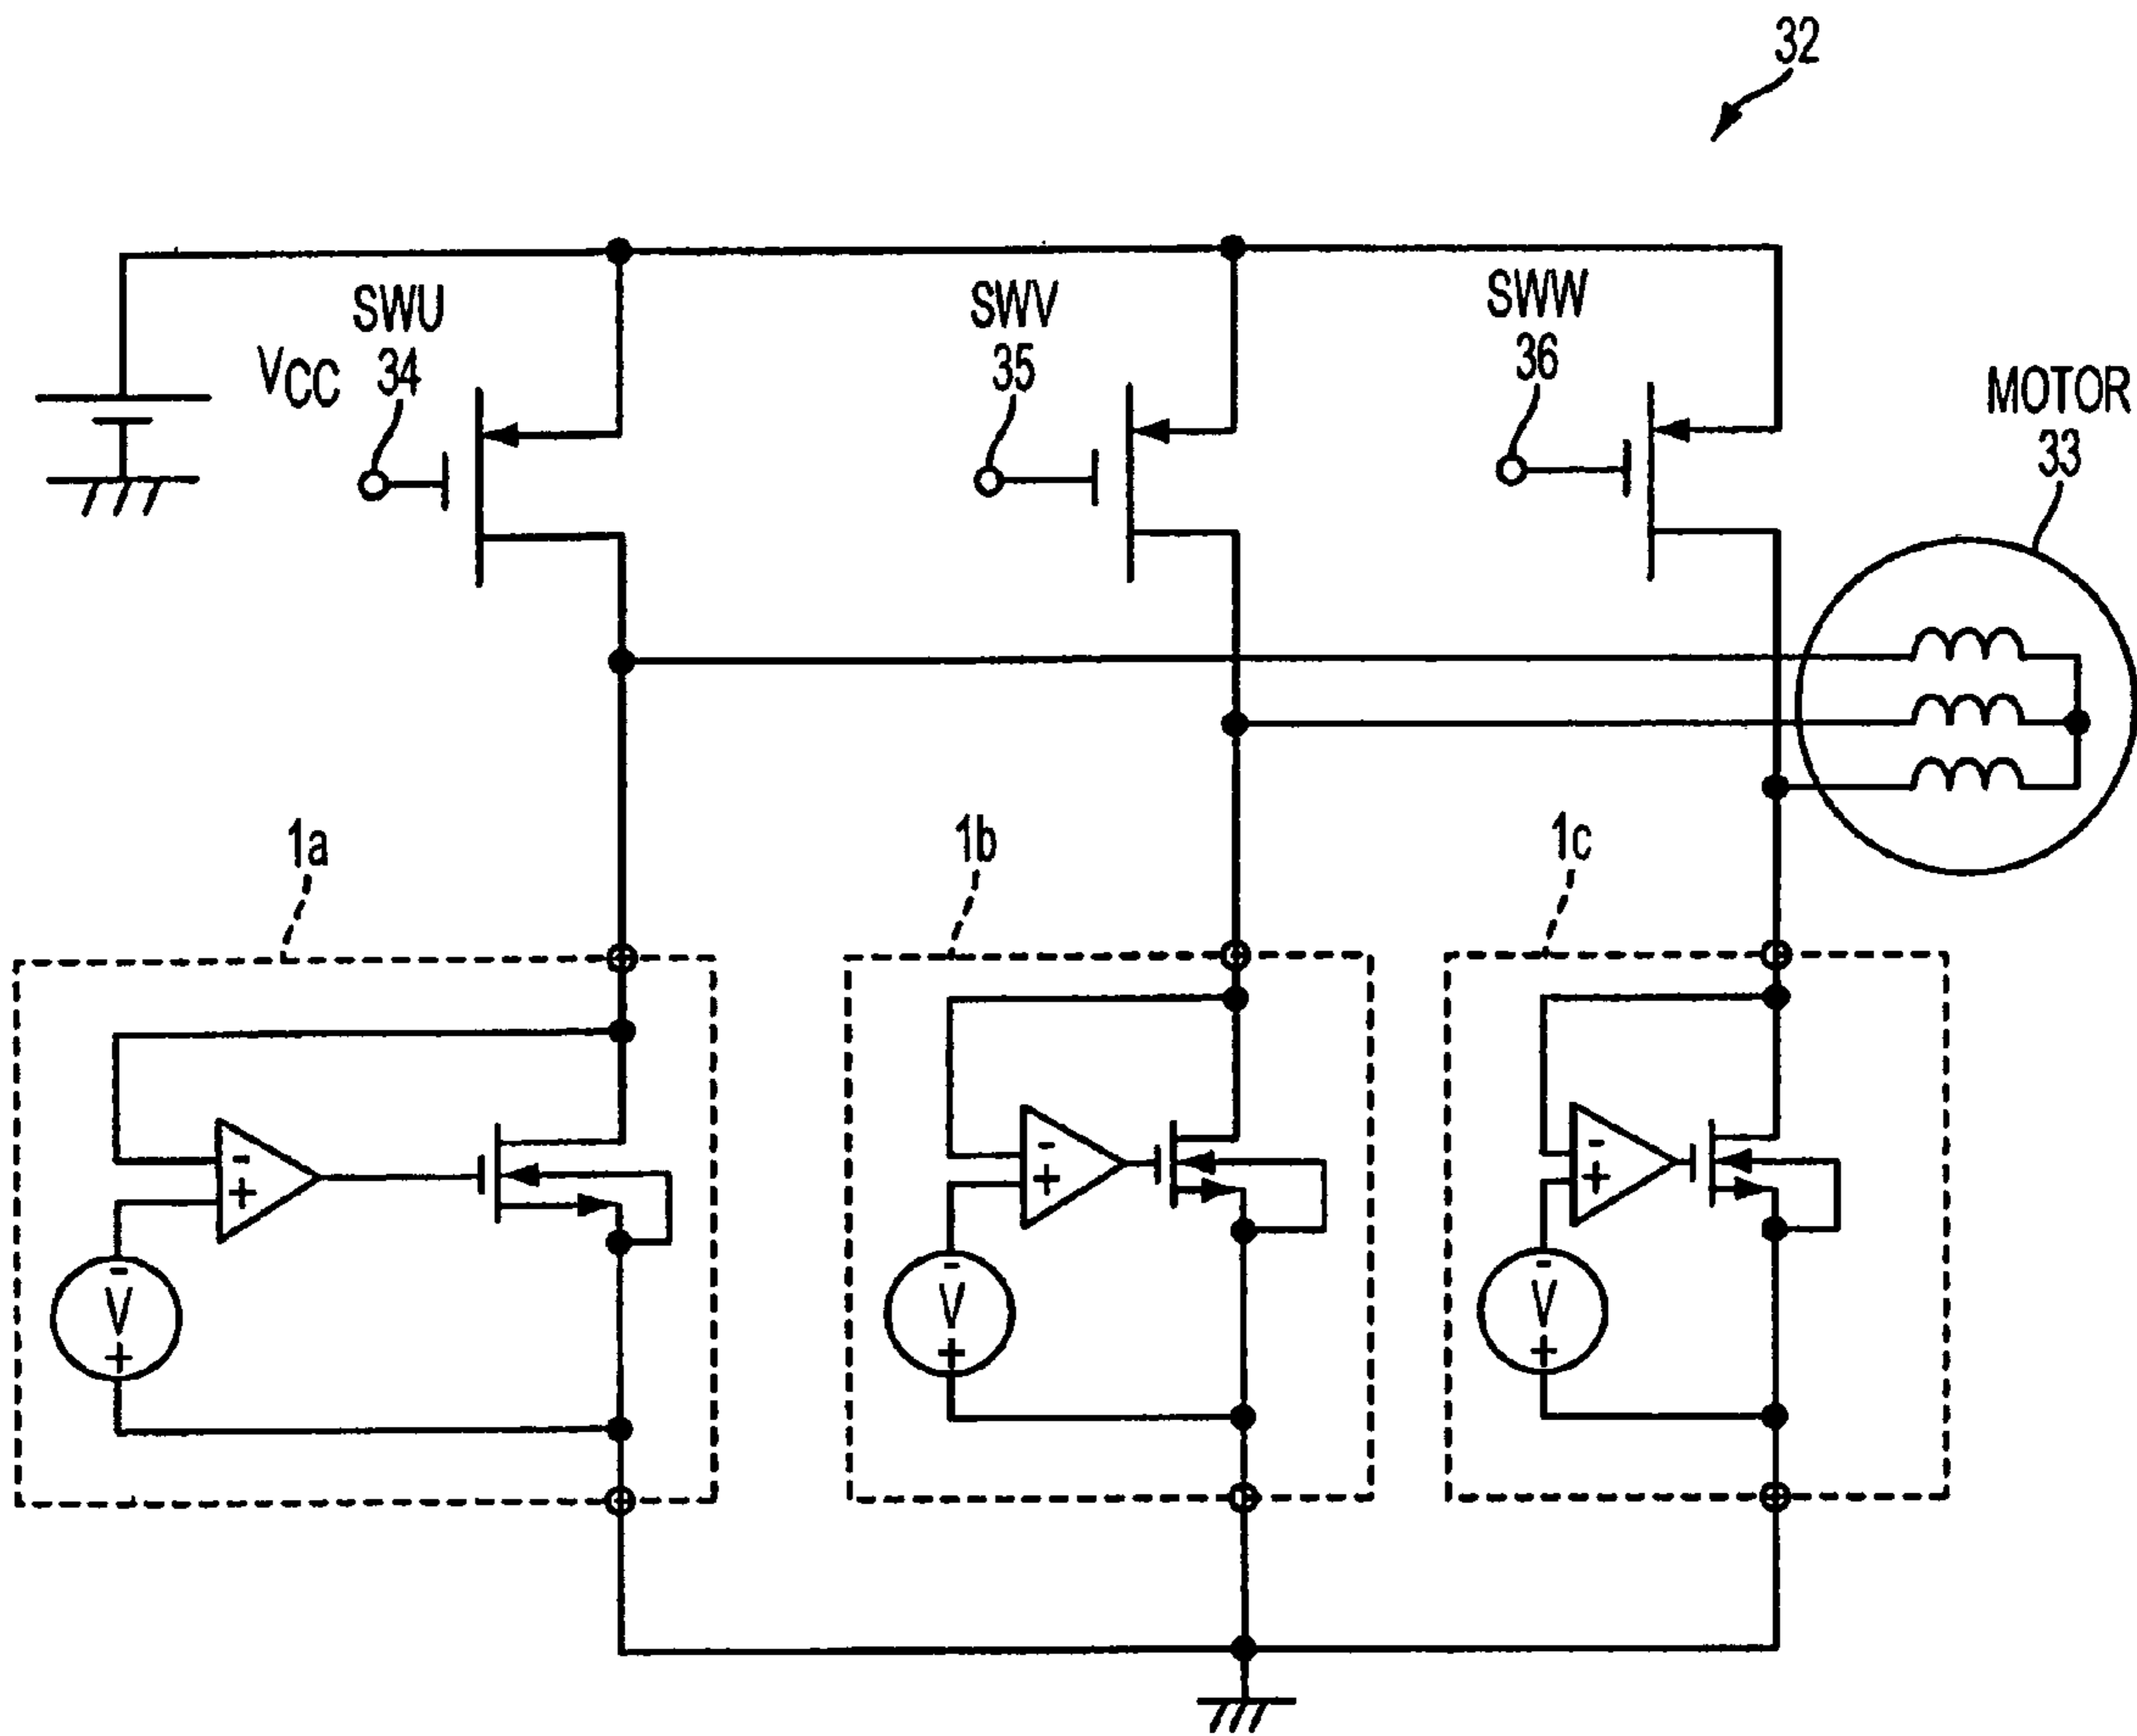 32
SWU
34
VCC
SWV
35
SWW
36
MOTOR
33
1a
1b
1c
-
+
-
V
+
-
+
-
V
+
-
+
-
V
+